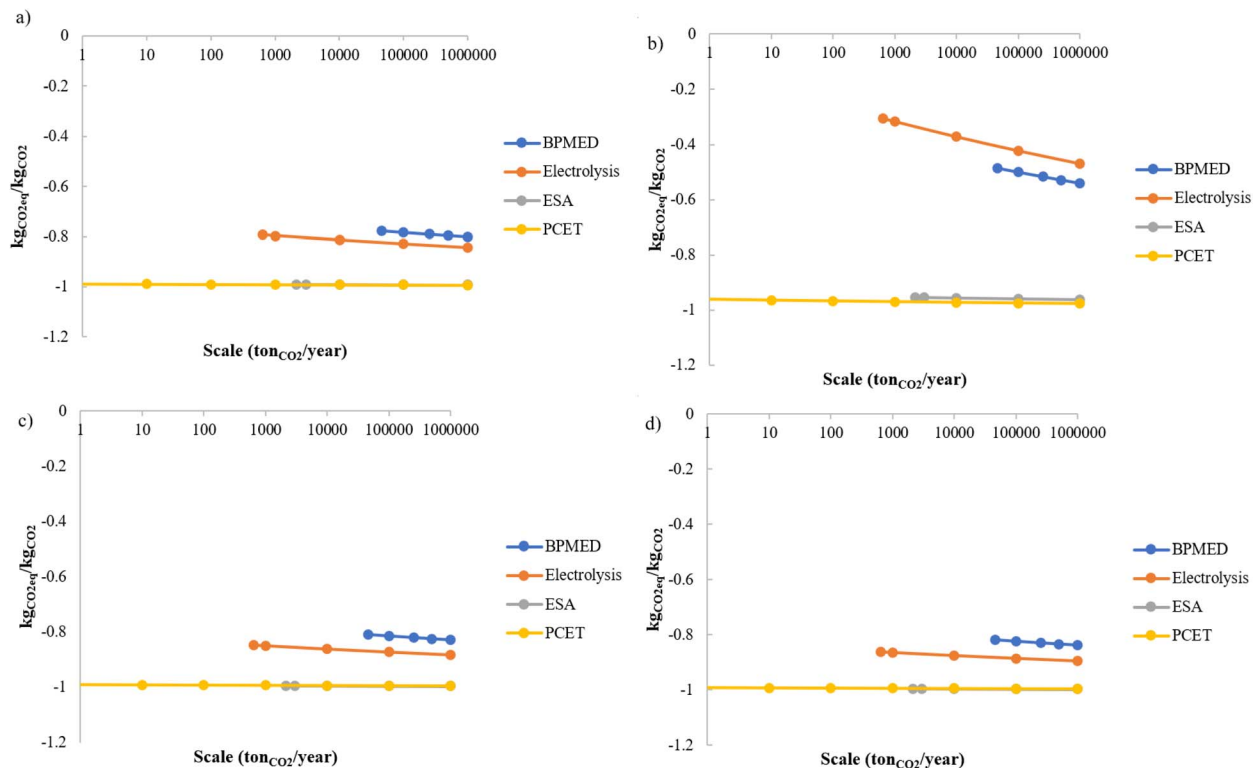 a)
0
1 10 100 1000 10000 100000 1000000
-0.2
-0.4
-0.6
-0.8
-1
-1.2
kgCO2eq/kgCO2
Scale (tonCO2/year)
BPMED
Electrolysis
ESA
PCET
b)
0
1 10 100 1000 10000 100000 1000000
-0.2
-0.4
-0.6
-0.8
-1
-1.2
kgCO2eq/kgCO2
Scale (tonCO2/year)
BPMED
Electrolysis
ESA
PCET
c)
0
1 10 100 1000 10000 100000 1000000
-0.2
-0.4
-0.6
-0.8
-1
-1.2
kgCO2eq/kgCO2
Scale (tonCO2/year)
BPMED
Electrolysis
ESA
PCET
d)
0
1 10 100 1000 10000 100000 1000000
-0.2
-0.4
-0.6
-0.8
-1
-1.2
kgCO2eq/kgCO2
Scale (tonCO2/year)
BPMED
Electrolysis
ESA
PCET